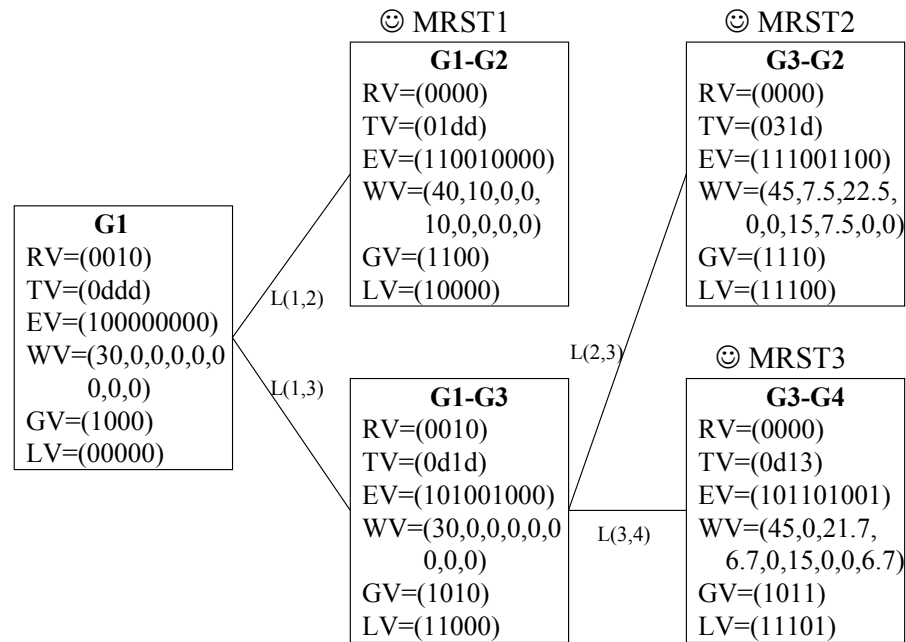 ☺ MRST1
☺ MRST2
G1
RV=(0010)
TV=(0ddd)
EV=(100000000)
WV=(30,0,0,0,0,0
0,0,0)
GV=(1000)
LV=(00000)
L(1,2)
L(1,3)
G1-G2
RV=(0000)
TV=(01dd)
EV=(110010000)
WV=(40,10,0,0,
10,0,0,0,0)
GV=(1100)
LV=(10000)
G1-G3
RV=(0010)
TV=(0d1d)
EV=(101001000)
WV=(30,0,0,0,0,0
0,0,0)
GV=(1010)
LV=(11000)
L(2,3)
L(3,4)
G3-G2
RV=(0000)
TV=(031d)
EV=(111001100)
WV=(45,7.5,22.5,
0,0,15,7.5,0,0)
GV=(1110)
LV=(11100)
☺ MRST3
G3-G4
RV=(0000)
TV=(0d13)
EV=(101101001)
WV=(45,0,21.7,
6.7,0,15,0,0,6.7)
GV=(1011)
LV=(11101)